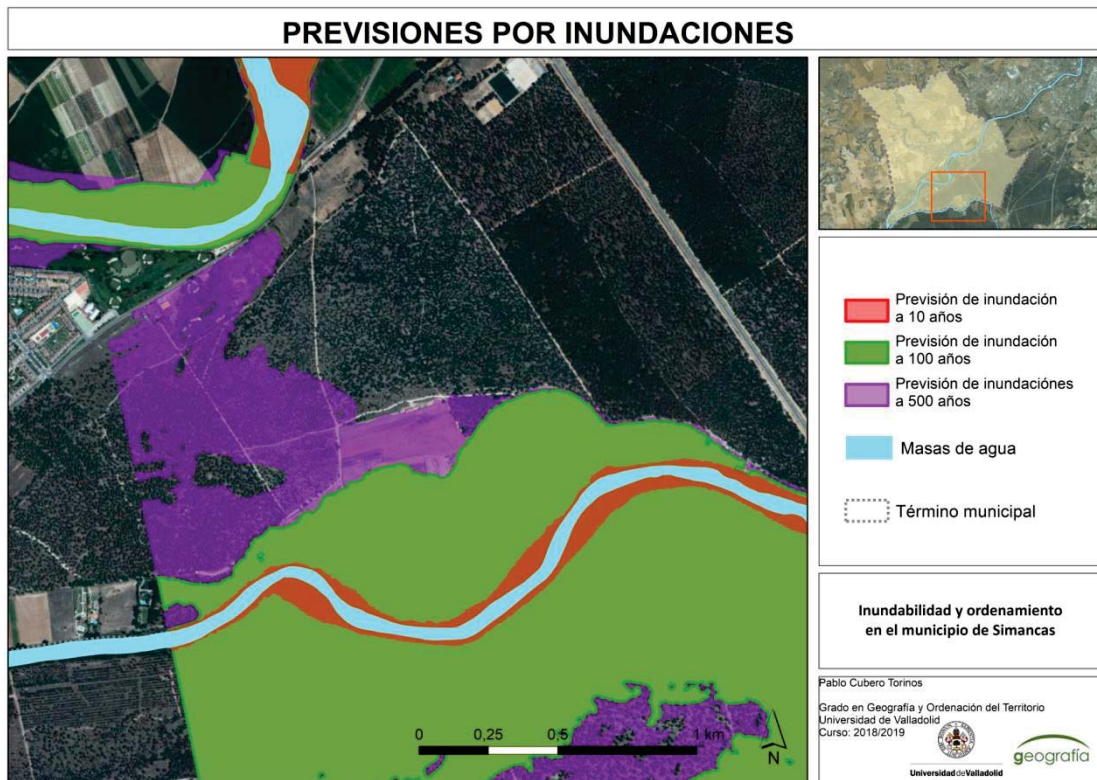 PREVISIONES POR INUNDACIONES
Previsión de inundación
a 10 años
Previsión de inundación
a 100 años
Previsión de inundaciónes
a 500 años
Masas de agua
Término municipal
Inundabilidad y ordenamiento
en el municipio de Simancas
Pablo Cubero Torinos
Grado en Geografía y Ordenación del Territorio
Universidad de Valladolid
Curso: 2018/2019
Universidad de Valladolid
geografía
0 0,25 0,5 1 km
N